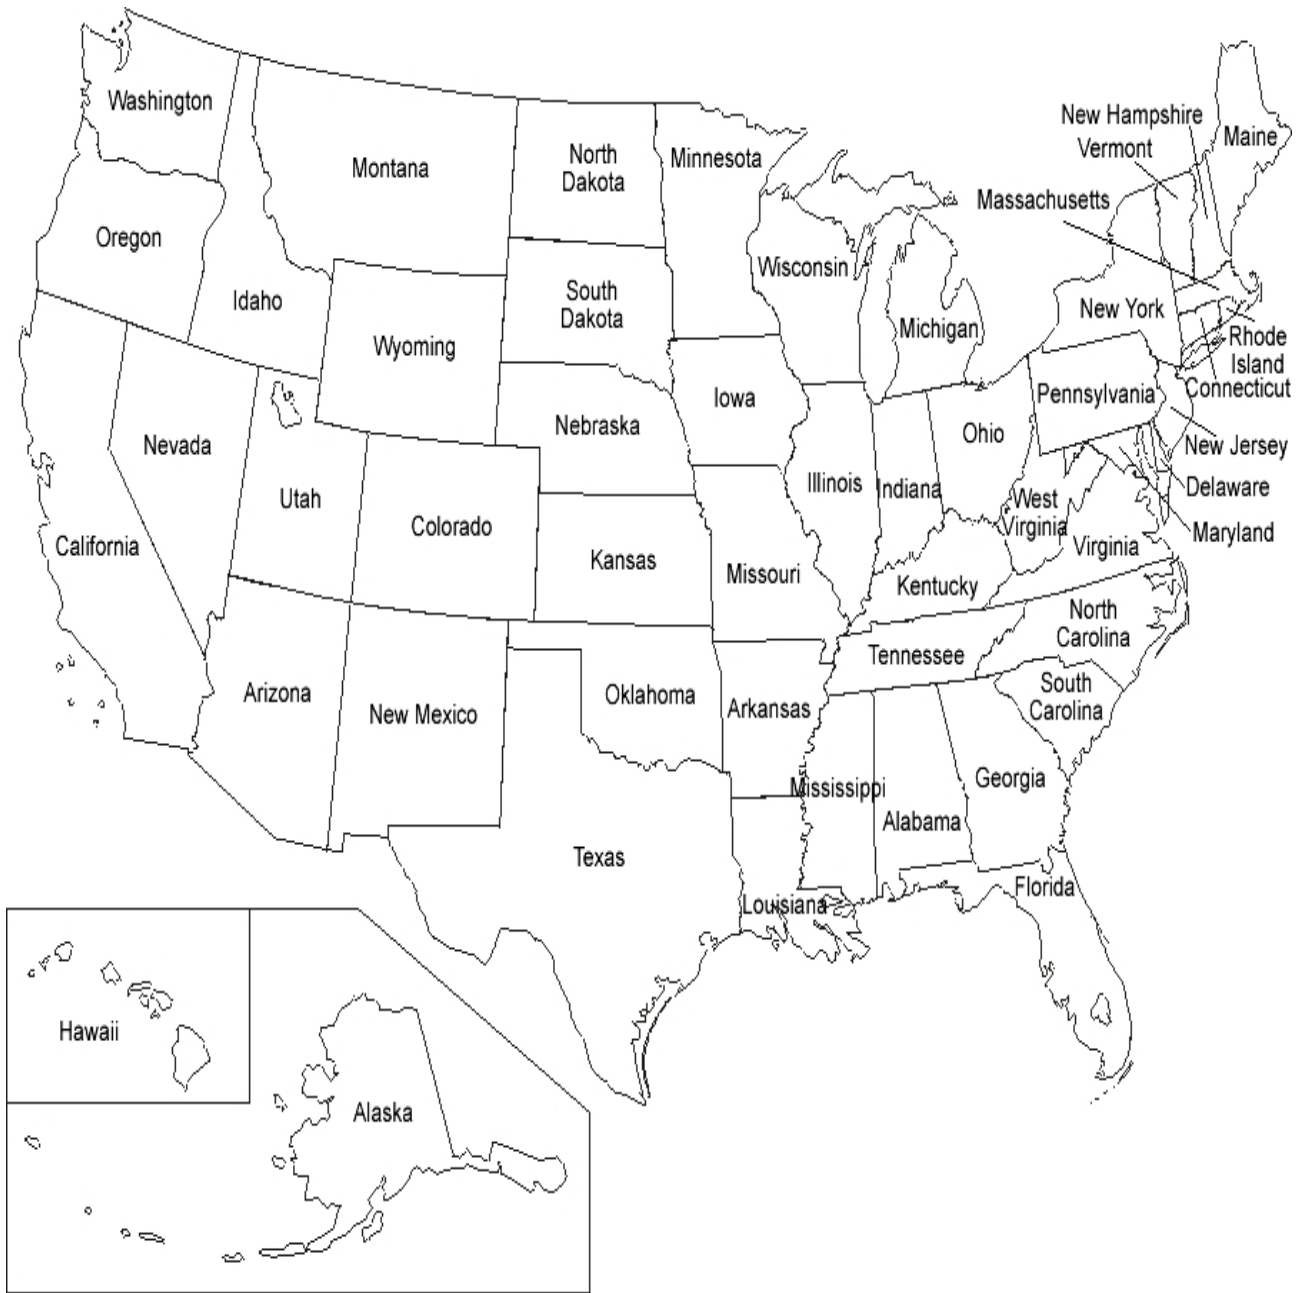 Washington
Montana
North
Dakota
Minnesota
New Hampshire
Vermont
Maine
Massachusetts
Oregon
Idaho
South
Dakota
Wisconsin
Michigan
New York
Rhode
Island
Connecticut
Wyoming
Nebraska
Iowa
Pennsylvania
Ohio
New Jersey
Delaware
Maryland
Nevada
Utah
Colorado
Illinois
Indiana
West
Virginia
Virginia
California
Kansas
Missouri
Kentucky
North
Carolina
Tennessee
South
Carolina
Arizona
New Mexico
Oklahoma
Arkansas
Mississippi
Alabama
Georgia
Texas
Louisiana
Florida
Hawaii
Alaska